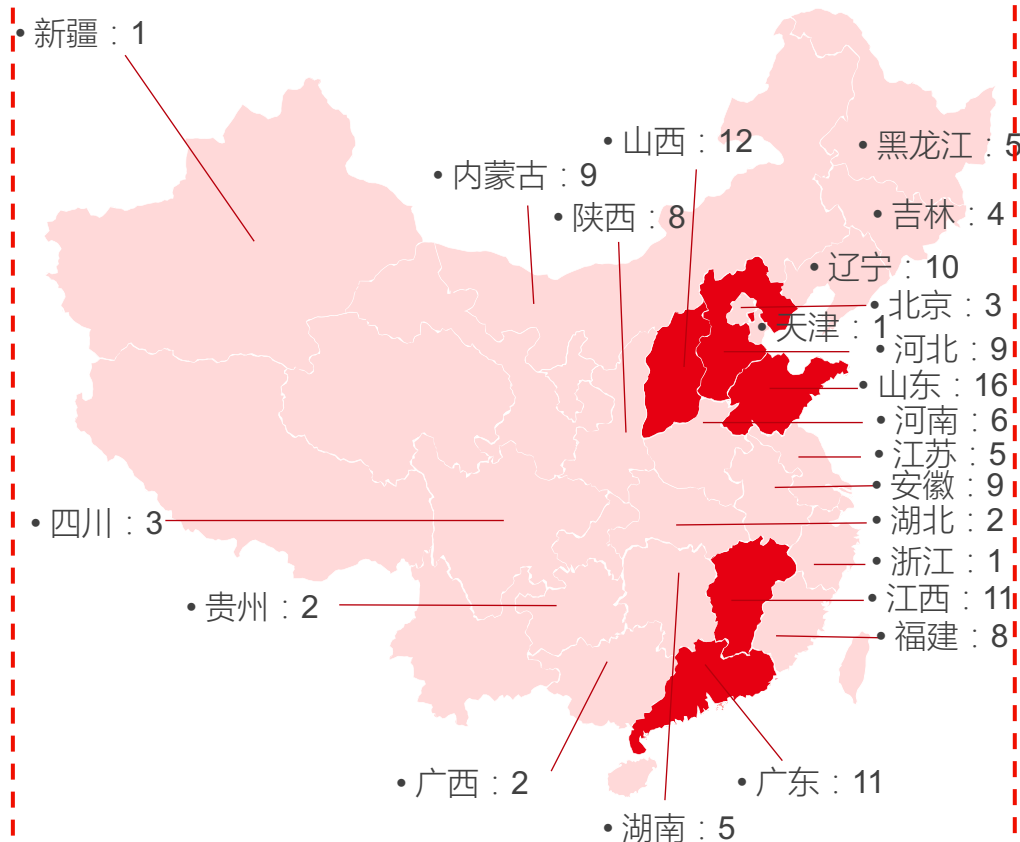 • 新疆：1
• 山西：12
• 黑龙江：5
• 内蒙古：9
• 陕西：8
• 吉林：4
• 辽宁：10
• 北京：3
• 天津：1
• 河北：9
• 山东：16
• 河南：6
• 江苏：5
• 安徽：9
• 四川：3
• 湖北：2
• 浙江：1
• 贵州：2
• 江西：11
• 福建：8
• 广西：2
• 广东：11
• 湖南：5